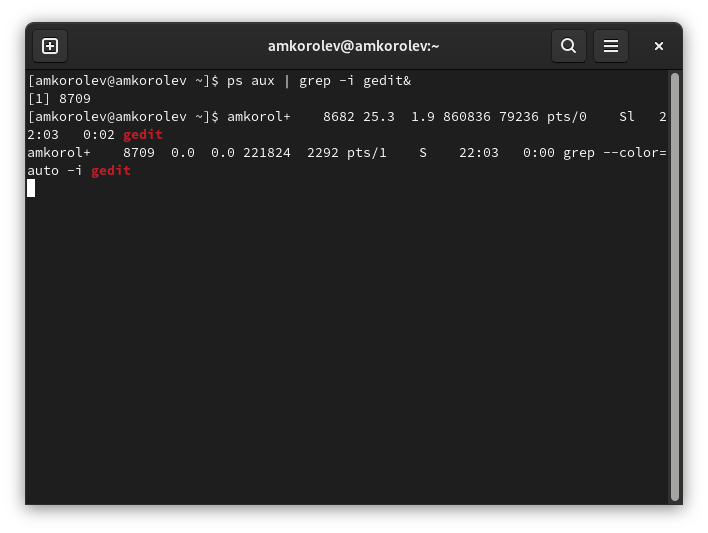 amkorolev@amkorolev:~
[amkorolev@amkorolev ~]$ ps aux | grep -i gedit&
[1] 8709
[amkorolev@amkorolev ~]$ amkorol+    8682 25.3  1.9 860836 79236 pts/0    Sl   2
2:03   0:02 gedit
amkorol+    8709  0.0  0.0 221824  2292 pts/1    S    22:03   0:00 grep --color=
auto -i gedit